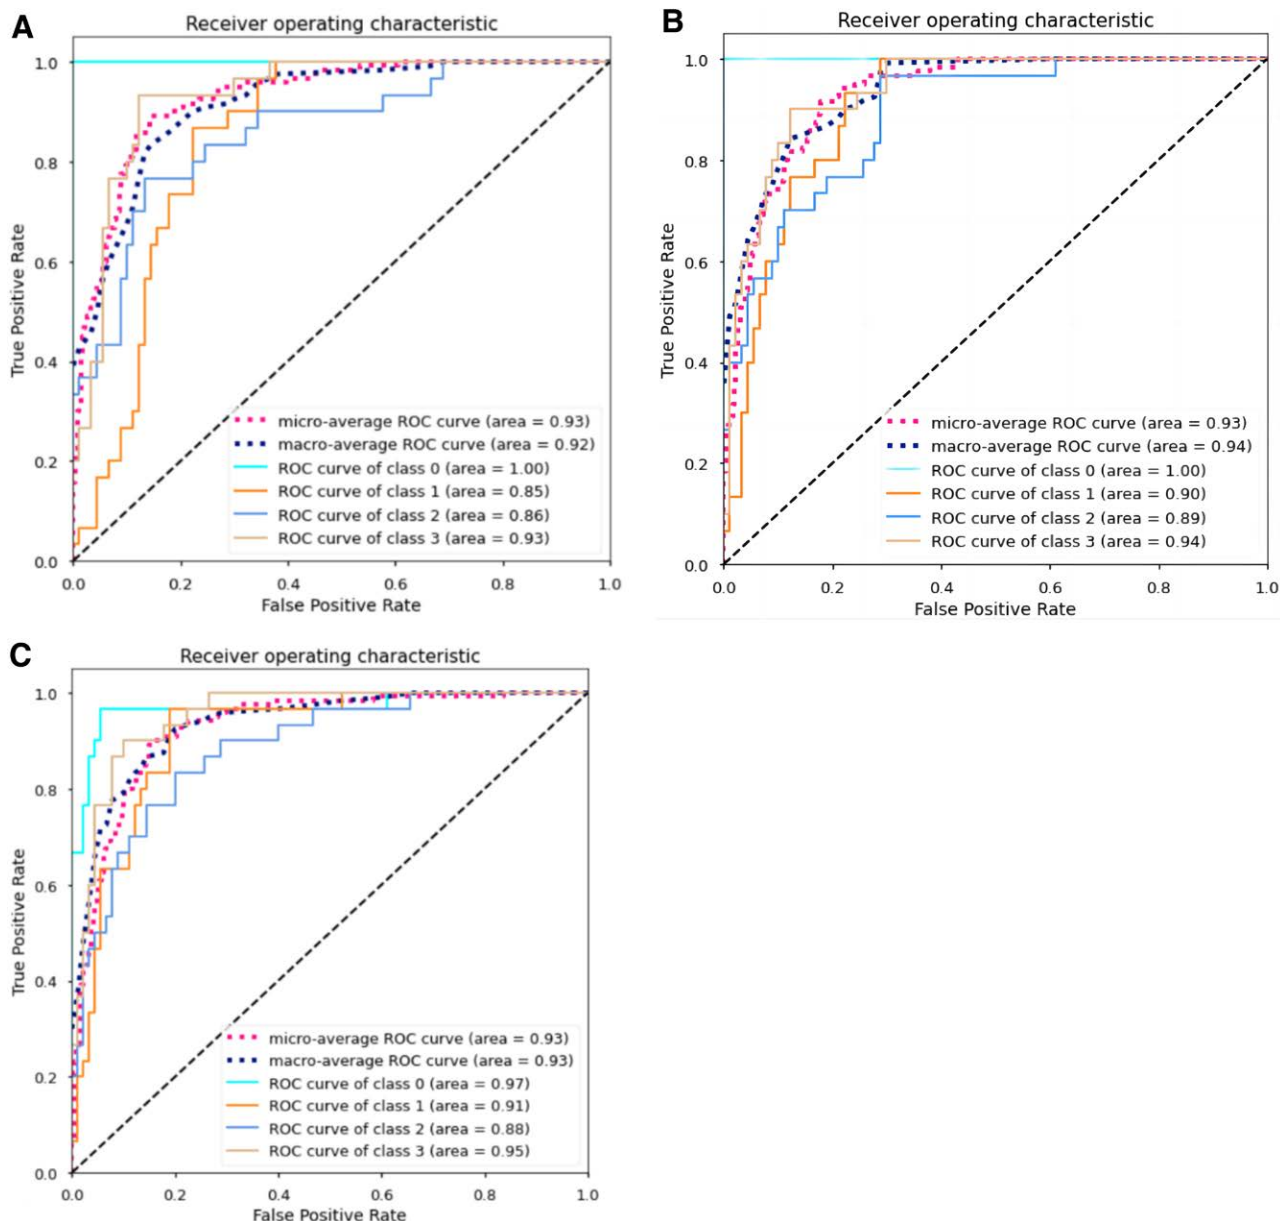 A
Receiver operating characteristic
True Positive Rate
1.0
0.8
0.6
0.4
0.2
0.0
micro-average ROC curve (area = 0.93)
macro-average ROC curve (area = 0.92)
ROC curve of class 0 (area = 1.00)
ROC curve of class 1 (area = 0.85)
ROC curve of class 2 (area = 0.86)
ROC curve of class 3 (area = 0.93)
0.0 0.2 0.4 0.6 0.8 1.0
False Positive Rate
B
Receiver operating characteristic
True Positive Rate
1.0
0.8
0.6
0.4
0.2
0.0
micro-average ROC curve (area = 0.93)
macro-average ROC curve (area = 0.94)
ROC curve of class 0 (area = 1.00)
ROC curve of class 1 (area = 0.90)
ROC curve of class 2 (area = 0.89)
ROC curve of class 3 (area = 0.94)
0.0 0.2 0.4 0.6 0.8 1.0
False Positive Rate
C
Receiver operating characteristic
True Positive Rate
1.0
0.8
0.6
0.4
0.2
0.0
micro-average ROC curve (area = 0.93)
macro-average ROC curve (area = 0.93)
ROC curve of class 0 (area = 0.97)
ROC curve of class 1 (area = 0.91)
ROC curve of class 2 (area = 0.88)
ROC curve of class 3 (area = 0.95)
0.0 0.2 0.4 0.6 0.8 1.0
False Positive Rate